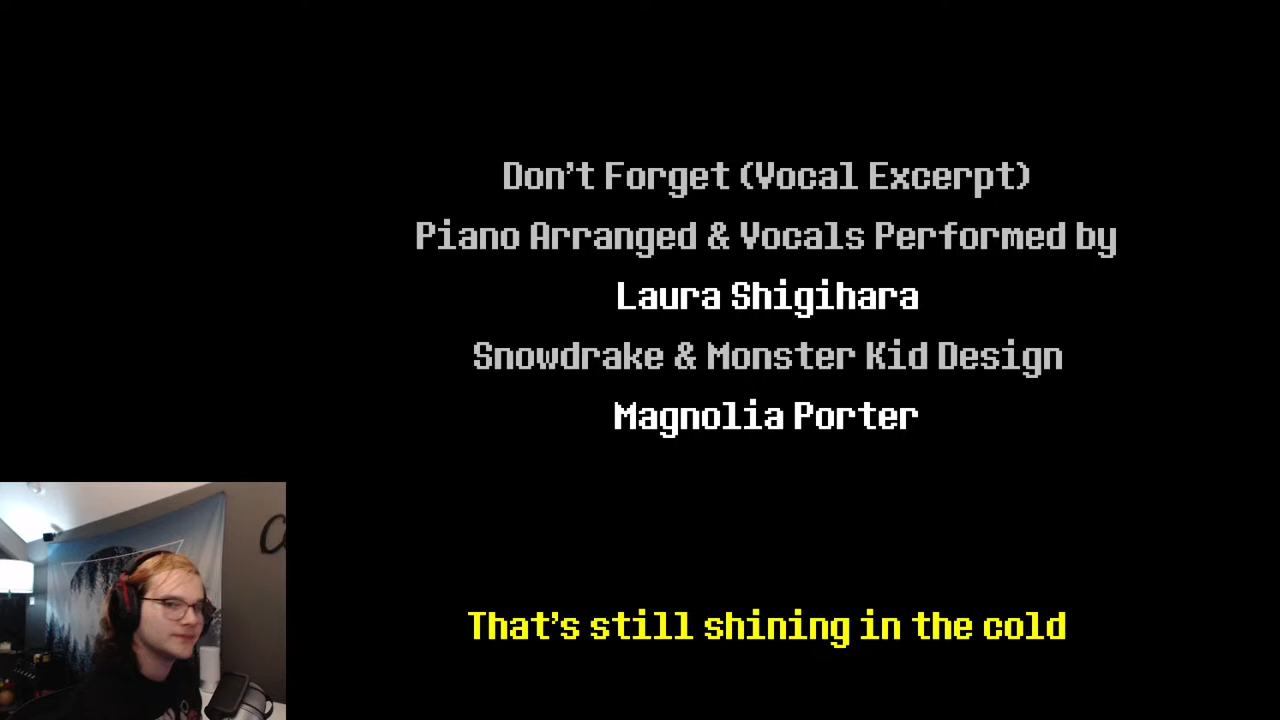 Don't Forget (Vocal Excerpt)
Piano Arranged & Vocals Performed by
Laura Shigihara
Snowdrake & Monster Kid Design
Magnolia Porter
That's still shining in the cold